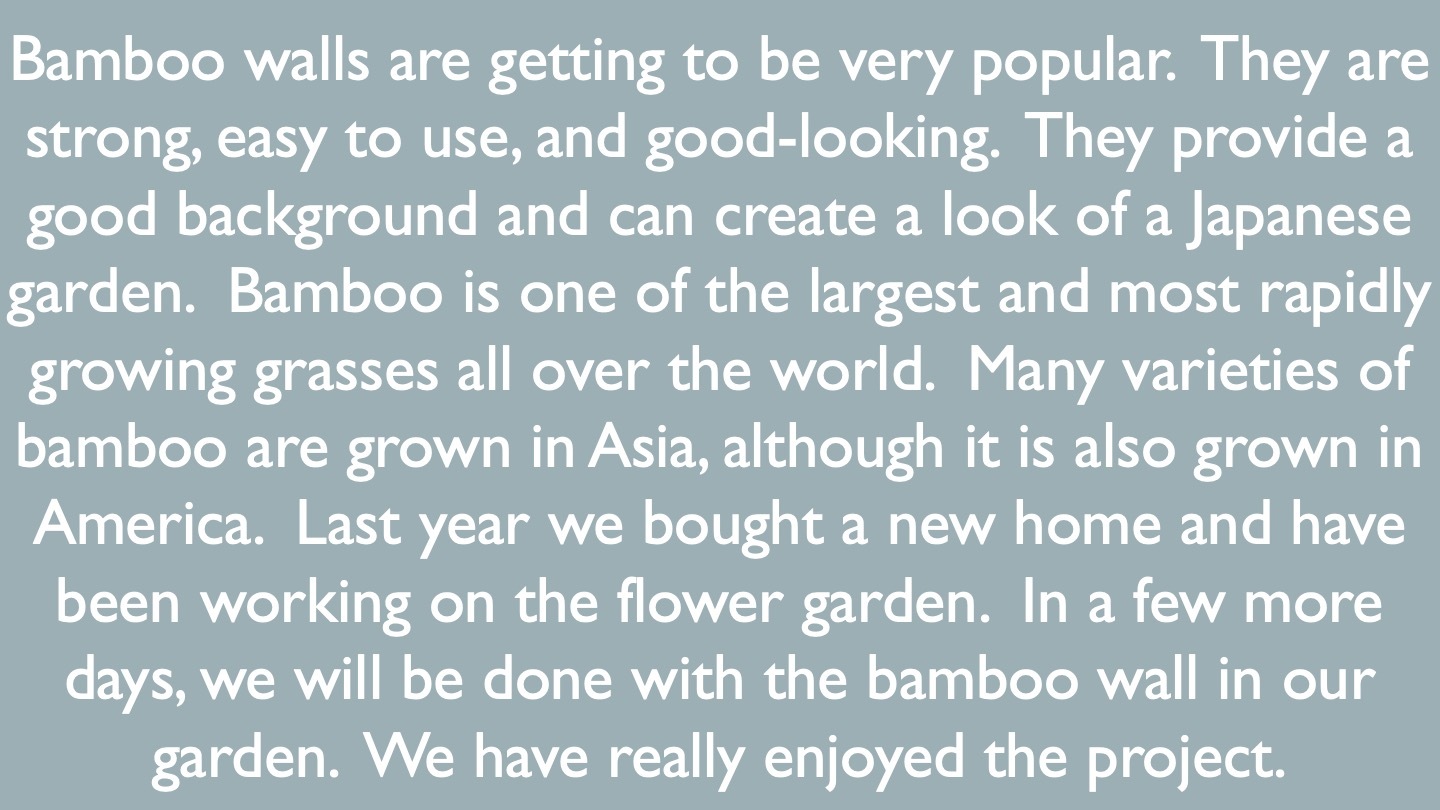 Bamboo walls are getting to be very popular.  They are
strong, easy to use, and good-looking.  They provide a
good background and can create a look of a Japanese
garden.  Bamboo is one of the largest and most rapidly
growing grasses all over the world.  Many varieties of
bamboo are grown in Asia, although it is also grown in
America.  Last year we bought a new home and have
been working on the flower garden.  In a few more
days, we will be done with the bamboo wall in our
garden.  We have really enjoyed the project.